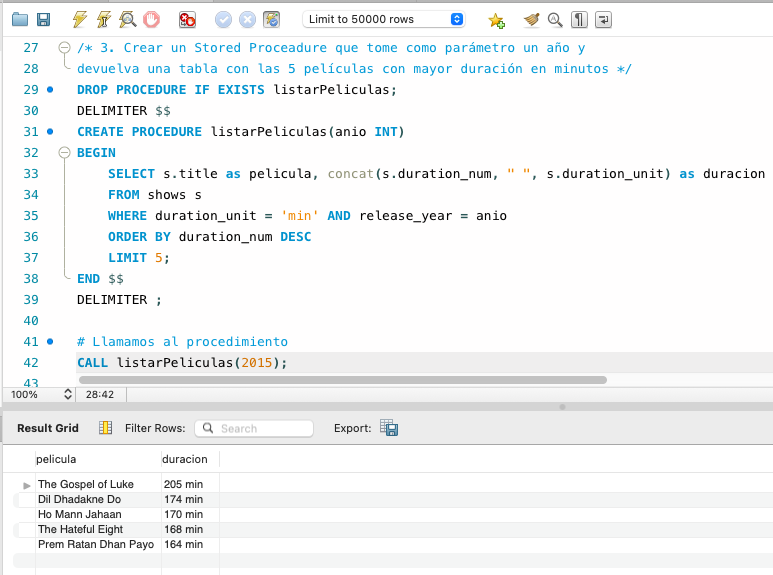 Limit to 50000 rows
27 /* 3. Crear un Stored Proceadure que tome como parámetro un año y
28 devuelva una tabla con las 5 películas con mayor duración en minutos */
29 DROP PROCEDURE IF EXISTS listarPeliculas;
30 DELIMITER $$
31 CREATE PROCEDURE listarPeliculas(anio INT)
32 BEGIN
33 SELECT s.title as pelicula, concat(s.duration_num, " ", s.duration_unit) as duracion
34 FROM shows s
35 WHERE duration_unit = 'min' AND release_year = anio
36 ORDER BY duration_num DESC
37 LIMIT 5;
38 END $$
39 DELIMITER ;
40
41 # Llamamos al procedimiento
42 CALL listarPeliculas(2015);
43
100% 28:42
Result Grid Filter Rows: Search Export:
pelicula duracion
The Gospel of Luke 205 min
Dil Dhadakne Do 174 min
Ho Mann Jahaan 170 min
The Hateful Eight 168 min
Prem Ratan Dhan Payo 164 min